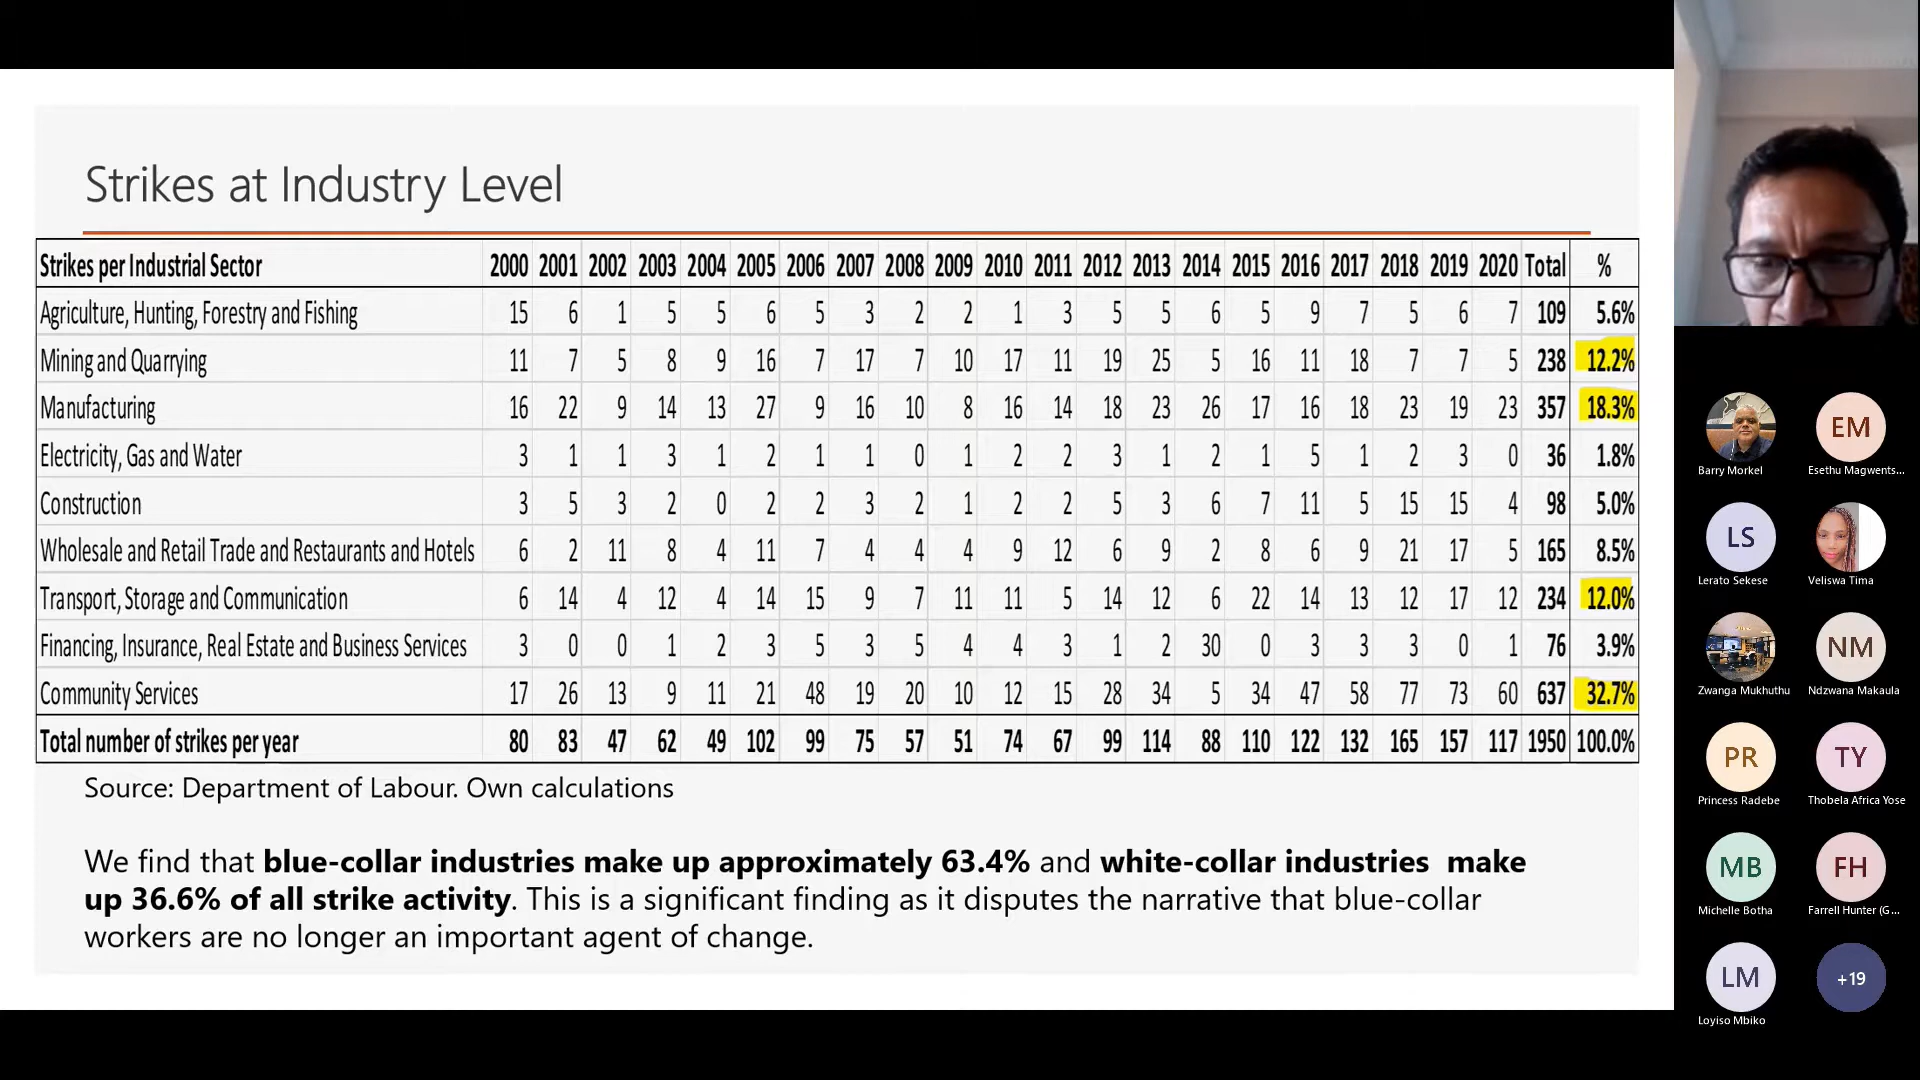 Strikes at Industry Level
Strikes per Industrial Sector 2000 2001 2002 2003 2004 2005 2006 2007 2008 2009 2010 2011 2012 2013 2014 2015 2016 2017 2018 2019 2020 Total %
Agriculture, Hunting, Forestry and Fishing 15 6 1 5 5 6 5 3 2 2 1 3 5 5 6 5 9 7 5 6 7 109 5.6%
Mining and Quarrying 11 7 5 8 9 16 7 17 7 10 17 11 19 25 5 16 11 18 7 7 5 238 12.2%
Manufacturing 16 22 9 14 13 27 9 16 10 8 16 14 18 23 26 17 16 18 23 19 23 357 18.3%
Electricity, Gas and Water 3 1 1 3 1 2 1 1 0 1 2 2 3 1 2 1 5 1 2 3 0 36 1.8%
Construction 3 5 3 2 0 2 2 3 2 1 2 2 5 3 6 7 11 5 15 15 4 98 5.0%
Wholesale and Retail Trade and Restaurants and Hotels 6 2 11 8 4 11 7 4 4 4 9 12 6 9 2 8 6 9 21 17 5 165 8.5%
Transport, Storage and Communication 6 14 4 12 4 14 15 9 7 11 11 5 14 12 6 22 14 13 12 17 12 234 12.0%
Financing, Insurance, Real Estate and Business Services 3 0 0 1 2 3 5 3 5 4 4 3 1 2 30 0 3 3 3 0 1 76 3.9%
Community Services 17 26 13 9 11 21 48 19 20 10 12 15 28 34 5 34 47 58 77 73 60 637 32.7%
Total number of strikes per year 80 83 47 62 49 102 99 75 57 51 74 67 99 114 88 110 122 132 165 157 117 1950 100.0%
Source: Department of Labour. Own calculations
We find that blue-collar industries make up approximately 63.4% and white-collar industries make
up 36.6% of all strike activity. This is a significant finding as it disputes the narrative that blue-collar
workers are no longer an important agent of change.
EM
Barry Morkel Esethu Magwents...
LS
Lerato Sekese Veliswa Tima
NM
Zwanga Mukhuthu Ndzwana Makaula
PR TY
Princess Radebe Thobela Africa Yose
MB FH
Michelle Botha Farrell Hunter (G...
LM +19
Loyiso Mbiko